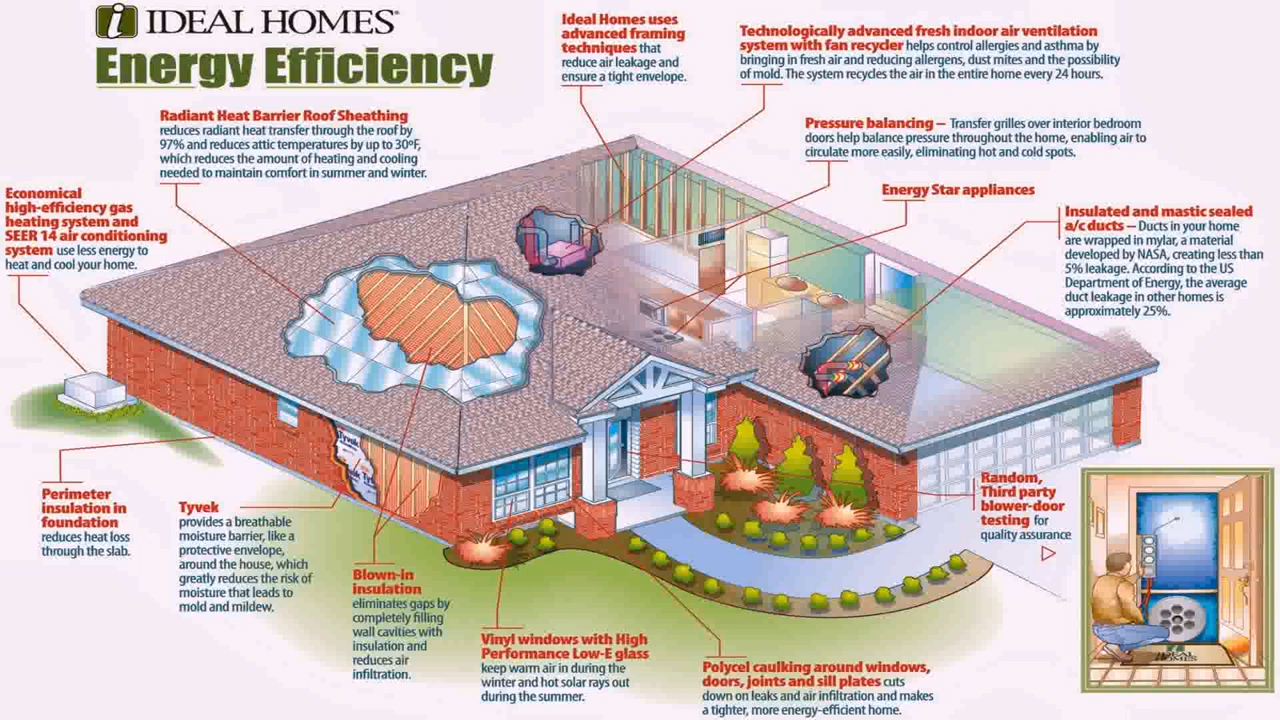 i IDEAL HOMES®
Energy Efficiency
Ideal Homes uses
advanced framing
techniques that
reduce air leakage and
ensure a tight envelope.
Technologically advanced fresh indoor air ventilation
system with fan recycler helps control allergies and asthma by
bringing in fresh air and reducing allergens, dust mites and the possibility
of mold. The system recycles the air in the entire home every 24 hours.
Radiant Heat Barrier Roof Sheathing
reduces radiant heat transfer through the roof by
97% and reduces attic temperatures by up to 30ºF,
which reduces the amount of heating and cooling
needed to maintain comfort in summer and winter.
Pressure balancing — Transfer grilles over interior bedroom
doors help balance pressure throughout the home, enabling air to
circulate more easily, eliminating hot and cold spots.
Economical
high-efficiency gas
heating system and
SEER 14 air conditioning
system use less energy to
heat and cool your home.
Energy Star appliances
Insulated and mastic sealed
a/c ducts — Ducts in your home
are wrapped in mylar, a material
developed by NASA, creating less than
5% leakage. According to the US
Department of Energy, the average
duct leakage in other homes is
approximately 25%.
Tyvek
Perimeter
insulation in
foundation
reduces heat loss
through the slab.
Tyvek
provides a breathable
moisture barrier, like a
protective envelope,
around the house, which
greatly reduces the risk of
moisture that leads to
mold and mildew.
Blown-in
insulation
eliminates gaps by
completely filling
wall cavities with
insulation and
reduces air
infiltration.
Vinyl windows with High
Performance Low-E glass
keep warm air in during the
winter and hot solar rays out
during the summer.
Polycel caulking around windows,
doors, joints and sill plates cuts
down on leaks and air infiltration and makes
a tighter, more energy-efficient home.
Random,
Third party
blower-door
testing for
quality assurance
IDEAL
HOMES